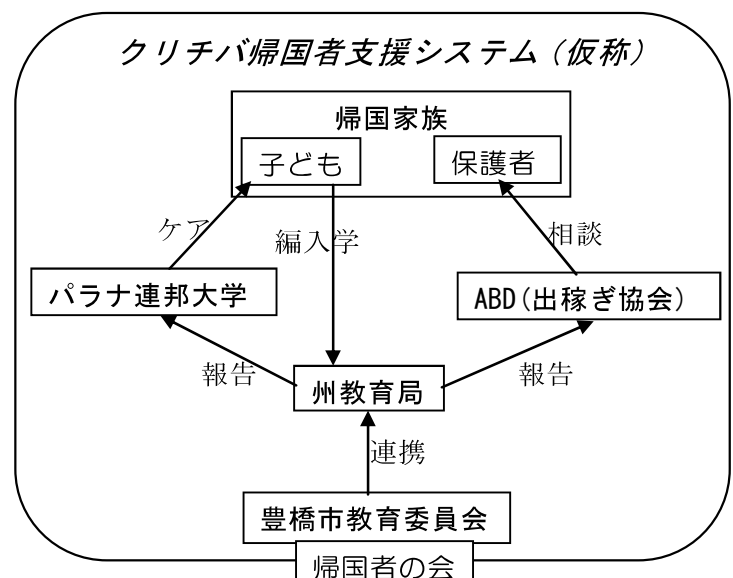 クリチバ帰国者支援システム（仮称）
帰国家族
子ども
保護者
ケア
編入学
相談
パラナ連邦大学
ABD(出稼ぎ協会)
報告
報告
州教育局
連携
豊橋市教育委員会
帰国者の会